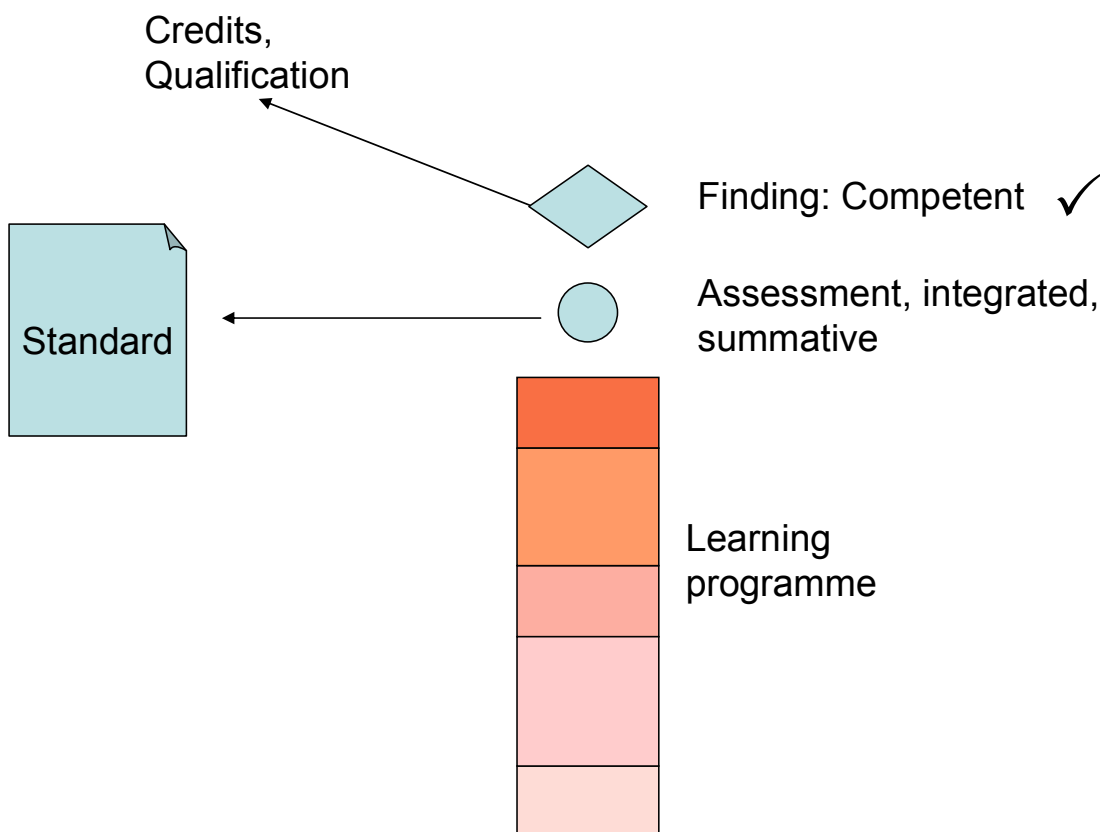 Credits,
Qualification
Finding: Competent ✓
Standard
Assessment, integrated,
summative
Learning
programme